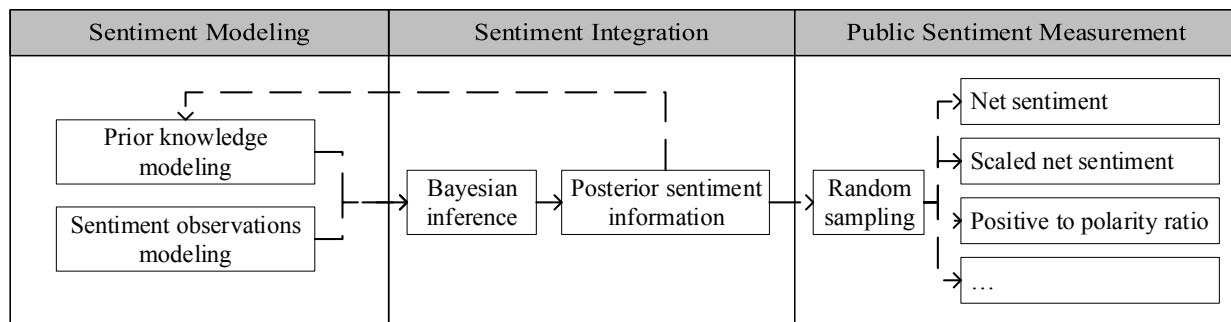 Sentiment Modeling
Sentiment Integration
Public Sentiment Measurement
Prior knowledge
modeling
Sentiment observations
modeling
Bayesian
inference
Posterior sentiment
information
Random
sampling
Net sentiment
Scaled net sentiment
Positive to polarity ratio
…